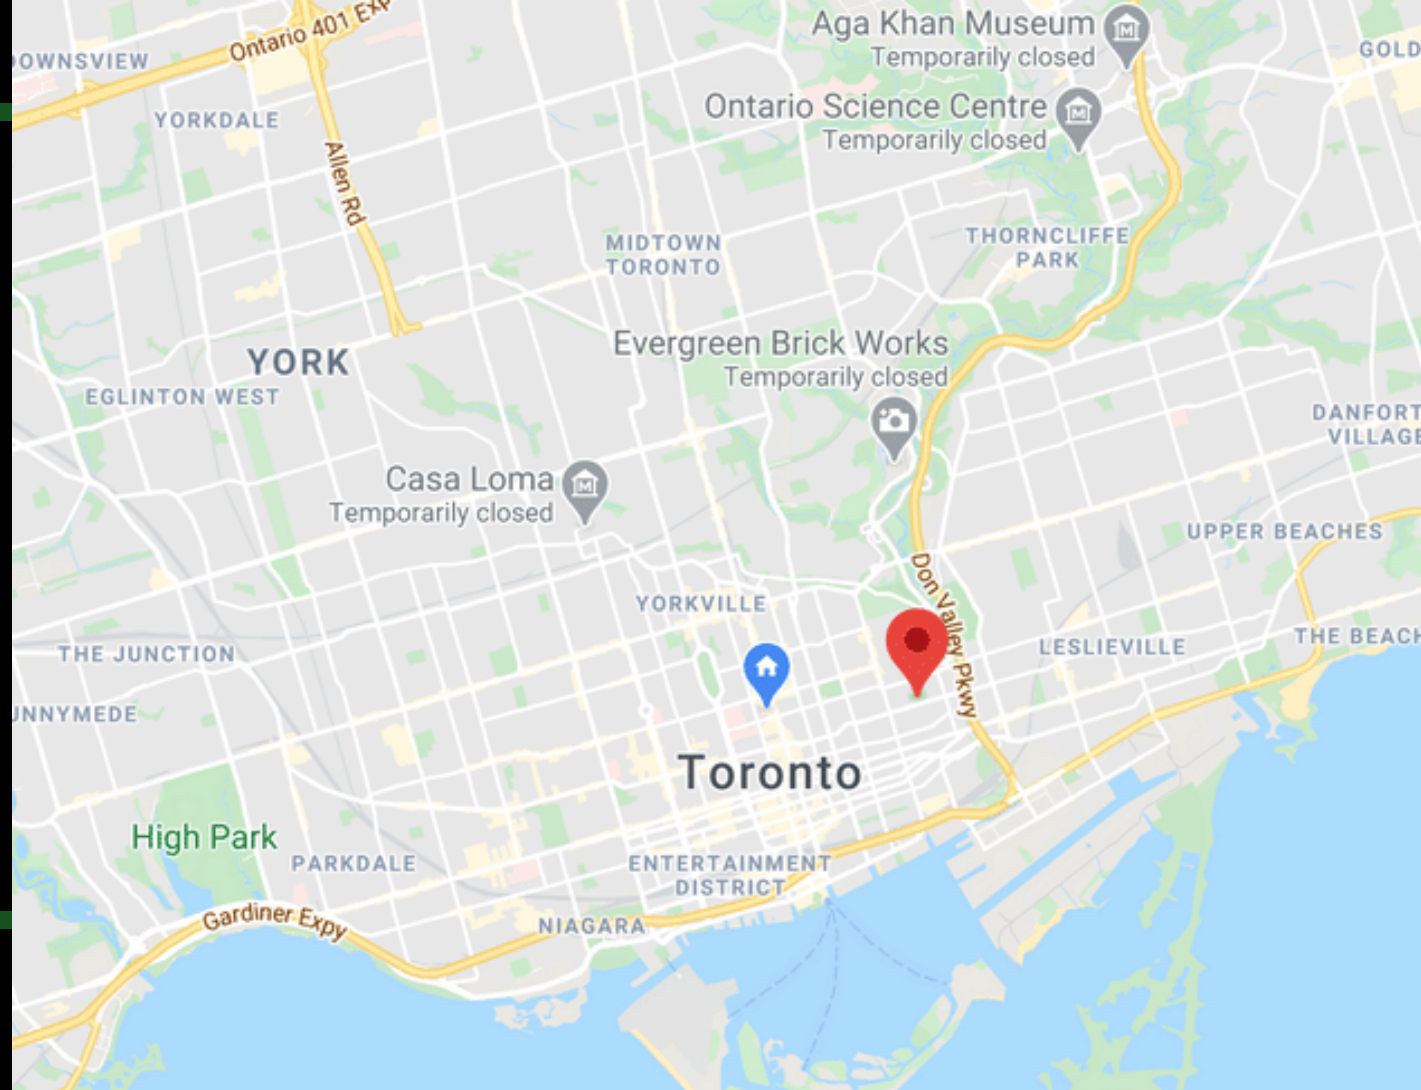 Ontario 401 Exp
Aga Khan Museum
Temporarily closed
GOLD
OWNSVIEW
YORKDALE
Ontario Science Centre
Temporarily closed
Allen Rd
MIDTOWN
TORONTO
THORNCLIFFE
PARK
Evergreen Brick Works
Temporarily closed
YORK
EGLINTON WEST
DANFORT
VILLAGE
Casa Loma
Temporarily closed
UPPER BEACHES
Don Valley Pkwy
YORKVILLE
THE JUNCTION
LESLIEVILLE
THE BEACH
UNNYMEDE
Toronto
High Park
PARKDALE
ENTERTAINMENT
DISTRICT
Gardiner Expy
NIAGARA